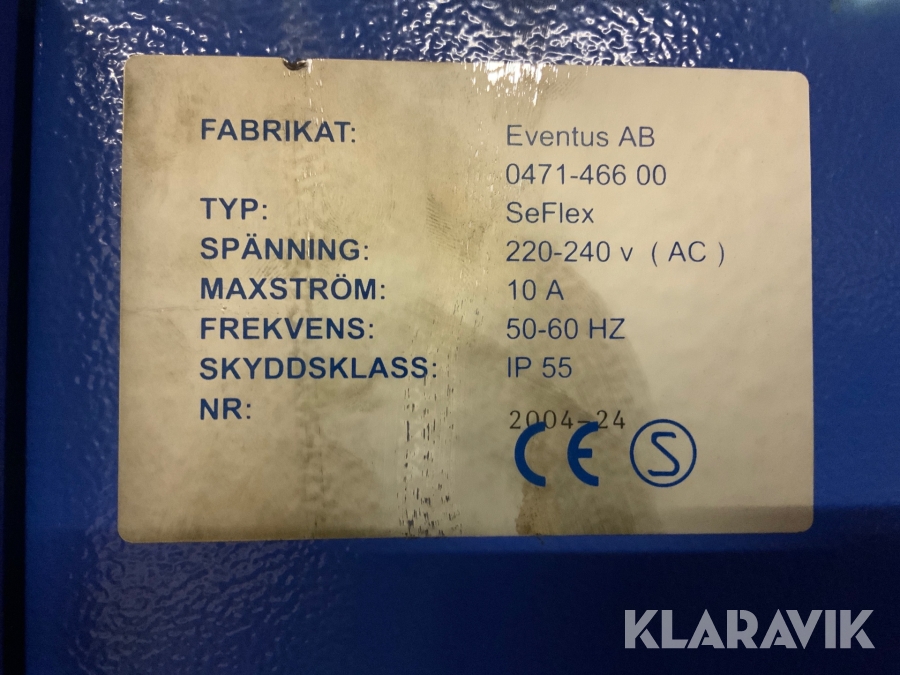 FABRIKAT: Eventus AB
0471-466 00
TYP: SeFlex
SPÄNNING: 220-240 v ( AC )
MAXSTRÖM: 10 A
FREKVENS: 50-60 HZ
SKYDDSKLASS: IP 55
NR: 2004-24
CE S
KLARAVIK